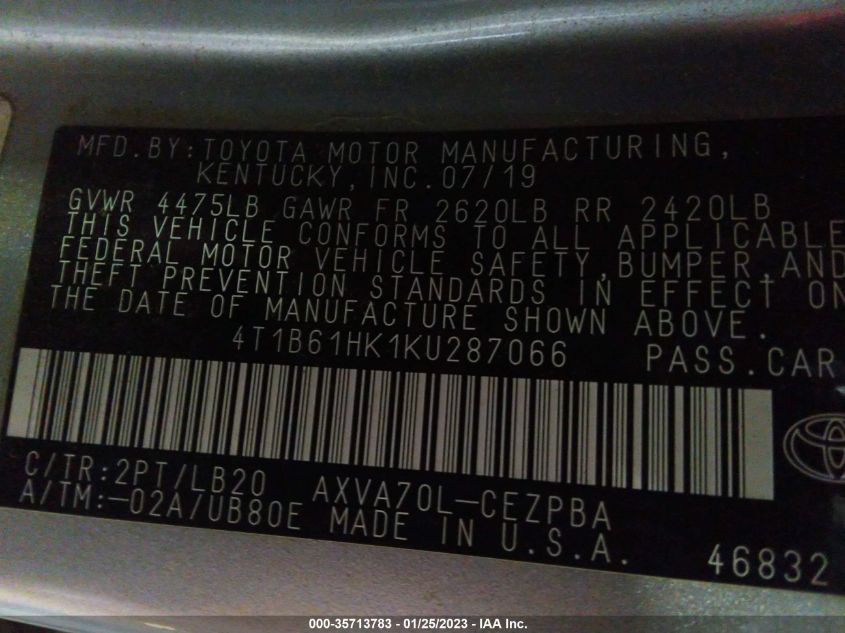 MFD.BY:TOYOTA MOTOR MANUFACTURING,
KENTUCKY,INC.07/19
GVWR 4475LB GAWR FR 2620LB RR 2420LB
THIS VEHICLE CONFORMS TO ALL APPLICABLE
FEDERAL MOTOR VEHICLE SAFETY,BUMPER,AND
THEFT PREVENTION STANDARDS IN EFFECT ON
THE DATE OF MANUFACTURE SHOWN ABOVE.
4T1B61HK1KU287066 PASS.CAR
C/TR:2PT/LB20 AXVA70L-CEZPBA
A/TM:-02A/UB80E MADE IN U.S.A.
46832
000-35713783 - 01/25/2023 - IAA Inc.